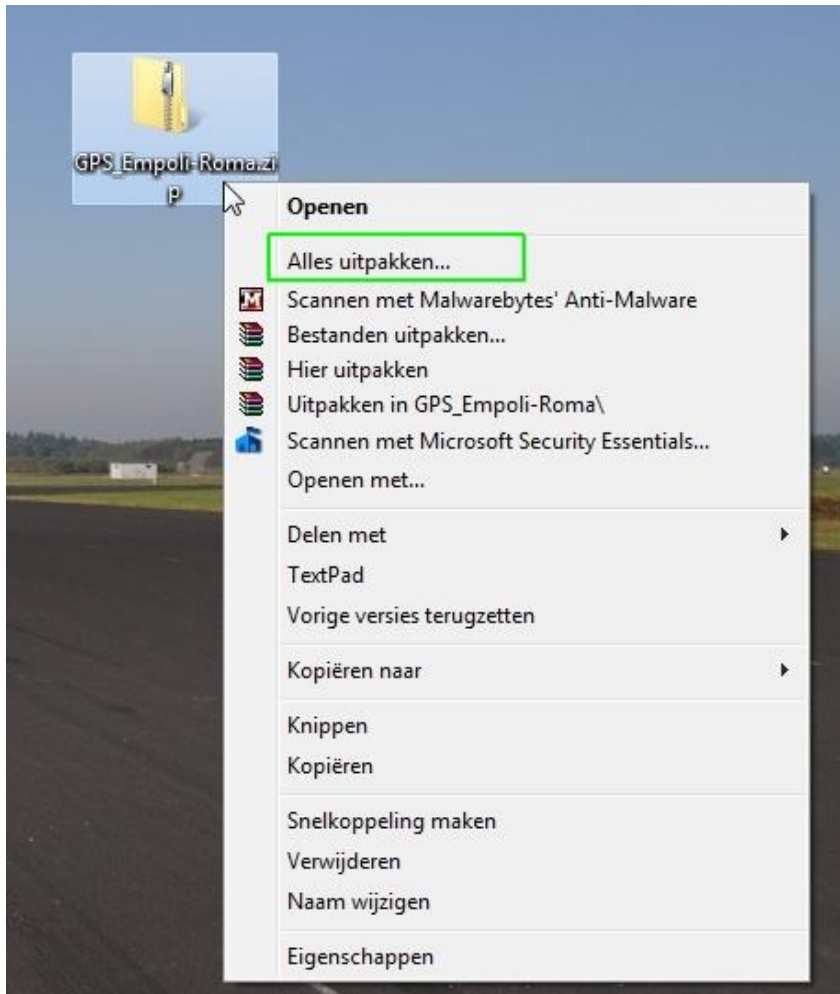 GPS_Empoli-Roma.zi
p
Openen
Alles uitpakken...
Scannen met Malwarebytes' Anti-Malware
Bestanden uitpakken...
Hier uitpakken
Uitpakken in GPS_Empoli-Roma\
Scannen met Microsoft Security Essentials...
Openen met...
Delen met
TextPad
Vorige versies terugzetten
Kopiëren naar
Knippen
Kopiëren
Snelkoppeling maken
Verwijderen
Naam wijzigen
Eigenschappen